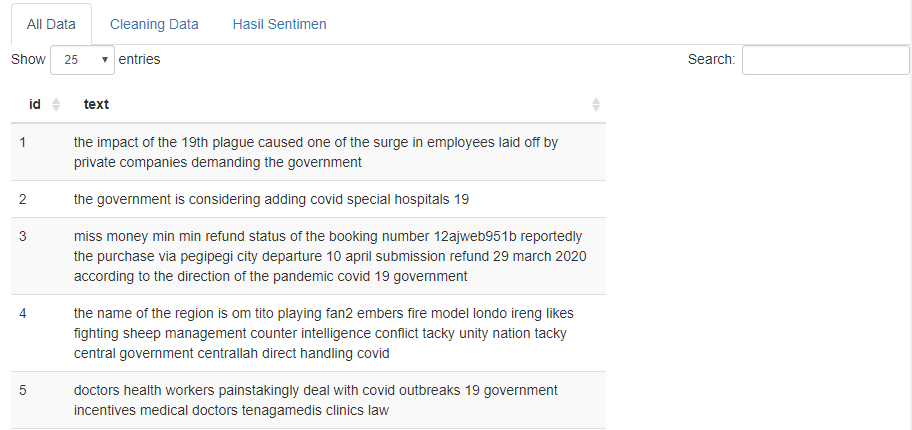 All Data Cleaning Data Hasil Sentimen
Show 25 entries Search:
id text
1 the impact of the 19th plague caused one of the surge in employees laid off by
private companies demanding the government
2 the government is considering adding covid special hospitals 19
3 miss money min min refund status of the booking number 12ajweb951b reportedly
the purchase via pegipegi city departure 10 april submission refund 29 march 2020
according to the direction of the pandemic covid 19 government
4 the name of the region is om tito playing fan2 embers fire model londo ireng likes
fighting sheep management counter intelligence conflict tacky unity nation tacky
central government centrallah direct handling covid
5 doctors health workers painstakingly deal with covid outbreaks 19 government
incentives medical doctors tenagamedis clinics law